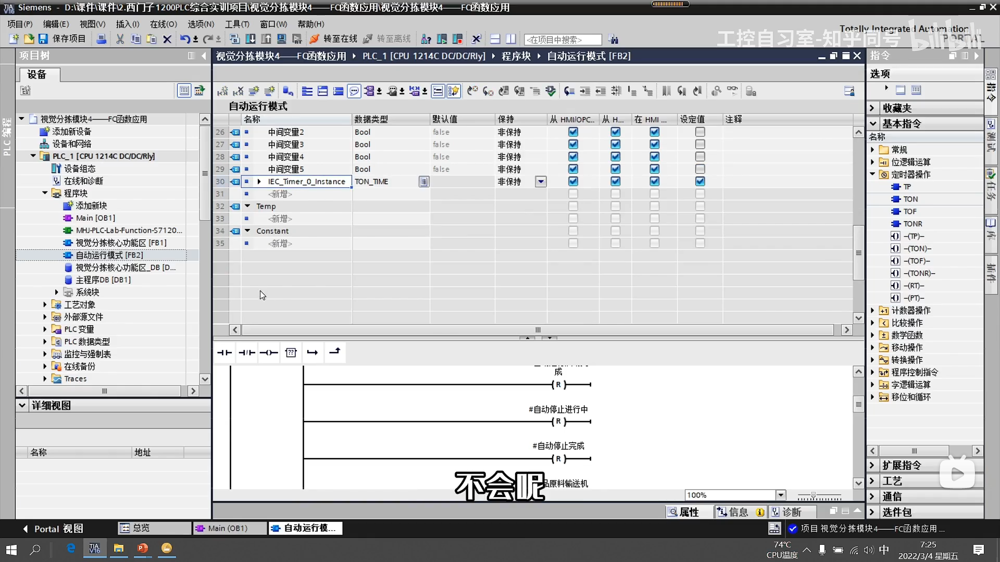 Siemens - D:\课件\课件\2.西门子1200PLC综合实训项目\视觉分拣模块4——FC函数应用\视觉分拣模块4——FC函数应用
项目(P) 编辑(E) 视图(V) 插入(I) 在线(O) 选项(N) 工具(T) 窗口(W) 帮助(H)
Totally Integrated Automation
PORTAL
保存项目 转至在线 转至离线 <在项目中搜索>
工控自习室-知乎同号 bilibili
项目树
视觉分拣模块4——FC函数应用 PLC_1 [CPU 1214C DC/DC/Rly] 程序块 自动运行模式 [FB2]
指令
设备
选项
PLC 编程
自动运行模式
名称 数据类型 默认值 保持 从 HMI/OPC.. 从 H... 在 HMI ... 设定值 注释
26 中间变量2 Bool false 非保持
27 中间变量3 Bool false 非保持
28 中间变量4 Bool false 非保持
29 中间变量5 Bool false 非保持
30 IEC_Timer_0_Instance TON_TIME 非保持
31 <新增>
32 Temp
33 <新增>
34 Constant
35 <新增>
视觉分拣模块4——FC函数应用
添加新设备
设备和网络
PLC_1 [CPU 1214C DC/DC/Rly]
设备组态
在线和诊断
程序块
添加新块
Main [OB1]
MHJ-PLC-Lab-Function-S7120...
视觉分拣核心功能区 [FB1]
自动运行模式 [FB2]
视觉分拣核心功能区_DB [D...
主程序DB [DB1]
系统块
工艺对象
外部源文件
PLC 变量
PLC 数据类型
监控与强制表
在线备份
Traces
详细视图
名称 地址
成
( R )
#自动停止进行中
( R )
#自动停止完成
( R )
品原料输送机
不会呢
100%
属性 信息 诊断
收藏夹
基本指令
名称
常规
位逻辑运算
定时器操作
TP
TON
TOF
TONR
-(TP)-
-(TON)-
-(TOF)-
-(TONR)-
-(RT)-
-(PT)-
计数器操作
比较操作
数学函数
移动操作
转换操作
程序控制指令
字逻辑运算
移位和循环
扩展指令
工艺
通信
选件包
测试
任务
库
插件
Portal 视图 总览 Main (OB1) 自动运行模...
项目 视觉分拣模块4——FC函数应用 ...
74℃
CPU温度
中
7:25
2022/3/4 星期五